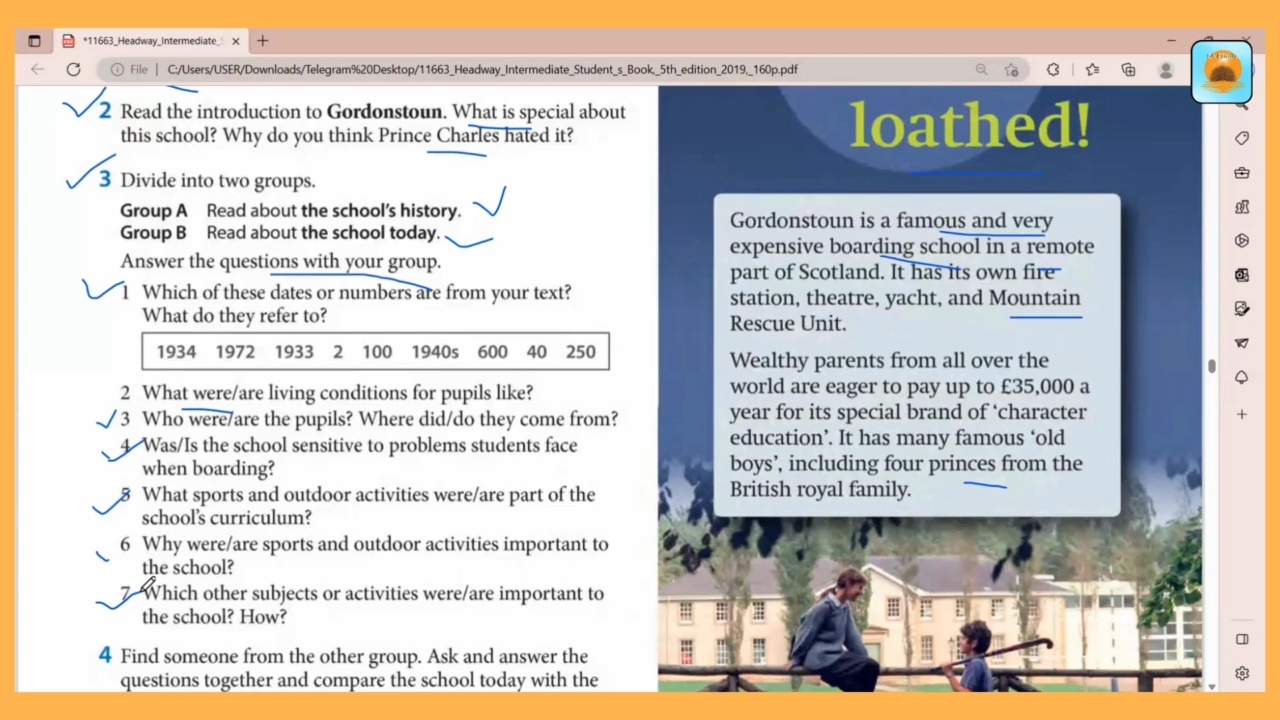 *11663_Headway_Intermediate_S
File
C:/Users/USER/Downloads/Telegram%20Desktop/11663_Headway_Intermediate_Student_s_Book,_5th_edition_2019,_160p.pdf
2 Read the introduction to Gordonstoun. What is special about
this school? Why do you think Prince Charles hated it?
3 Divide into two groups.
Group A Read about the school's history.
Group B Read about the school today.
Answer the questions with your group.
1 Which of these dates or numbers are from your text?
What do they refer to?
1934 1972 1933 2 100 1940s 600 40 250
2 What were/are living conditions for pupils like?
3 Who were/are the pupils? Where did/do they come from?
4 Was/Is the school sensitive to problems students face
when boarding?
5 What sports and outdoor activities were/are part of the
school's curriculum?
6 Why were/are sports and outdoor activities important to
the school?
7 Which other subjects or activities were/are important to
the school? How?
4 Find someone from the other group. Ask and answer the
questions together and compare the school today with the
loathed!
Gordonstoun is a famous and very
expensive boarding school in a remote
part of Scotland. It has its own fire
station, theatre, yacht, and Mountain
Rescue Unit.
Wealthy parents from all over the
world are eager to pay up to £35,000 a
year for its special brand of ‘character
education’. It has many famous ‘old
boys’, including four princes from the
British royal family.